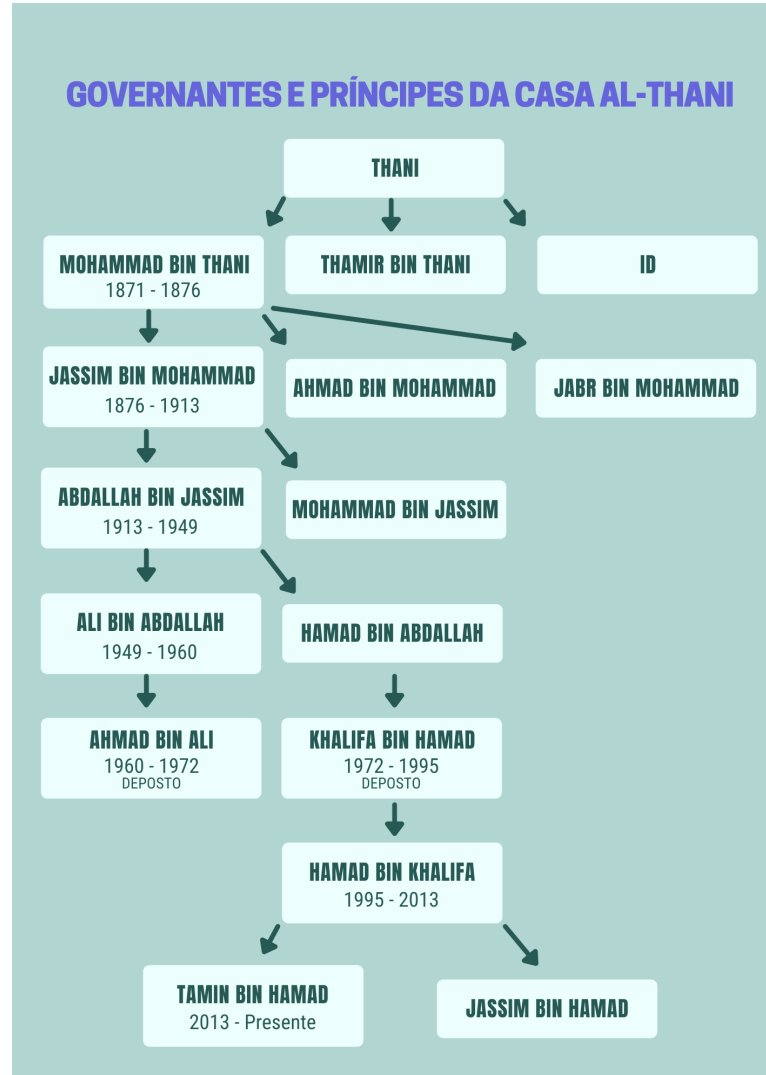 GOVERNANTES E PRÍNCIPES DA CASA AL-THANI
THANI
MOHAMMAD BIN THANI
1871 - 1876
THAMIR BIN THANI
ID
JASSIM BIN MOHAMMAD
1876 - 1913
AHMAD BIN MOHAMMAD
JABR BIN MOHAMMAD
ABDALLAH BIN JASSIM
1913 - 1949
MOHAMMAD BIN JASSIM
ALI BIN ABDALLAH
1949 - 1960
HAMAD BIN ABDALLAH
AHMAD BIN ALI
1960 - 1972
DEPOSTO
KHALIFA BIN HAMAD
1972 - 1995
DEPOSTO
HAMAD BIN KHALIFA
1995 - 2013
TAMIN BIN HAMAD
2013 - Presente
JASSIM BIN HAMAD